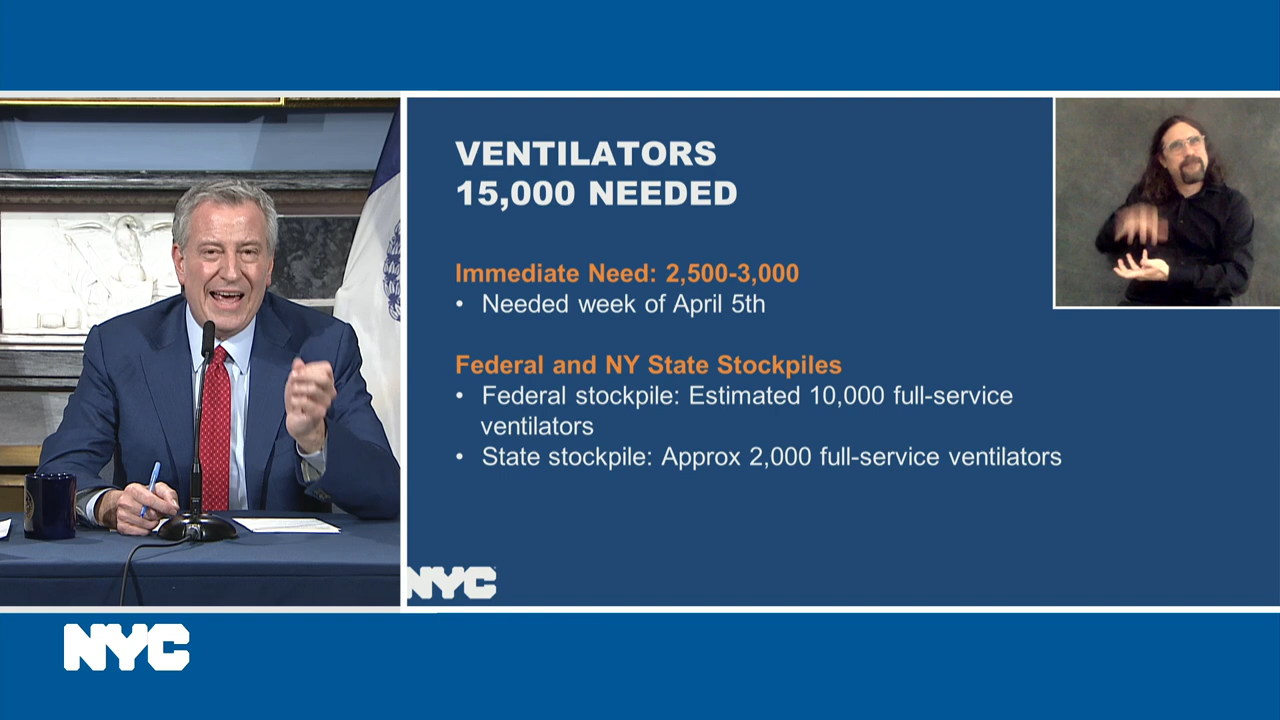 VENTILATORS
15,000 NEEDED
Immediate Need: 2,500-3,000
• Needed week of April 5th
Federal and NY State Stockpiles
• Federal stockpile: Estimated 10,000 full-service
ventilators
• State stockpile: Approx 2,000 full-service ventilators
NYC
NYC